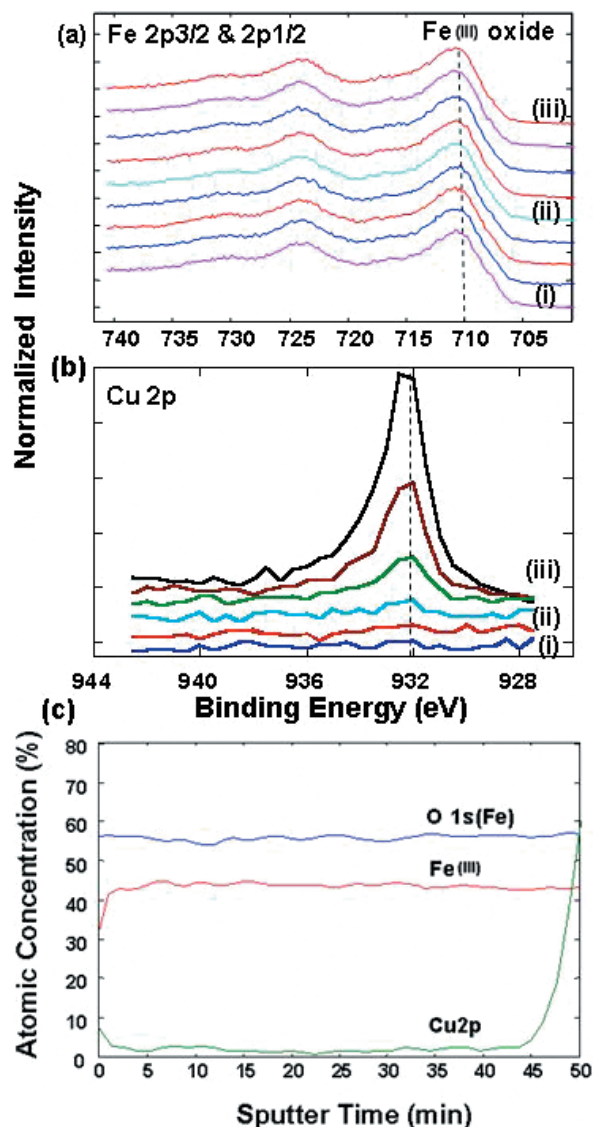 (a) Fe 2p3/2 & 2p1/2 Fe (III) oxide
(iii)
(ii)
(i)
740 735 730 725 720 715 710 705
Normalized Intensity
(b) Cu 2p
(iii)
(ii)
(i)
944 940 936 932 928
Binding Energy (eV)
(c)
80
70
60
50
40
30
20
10
0
Atomic Concentration (%)
O 1s(Fe)
Fe(III)
Cu2p
0 5 10 15 20 25 30 35 40 45 50
Sputter Time (min)